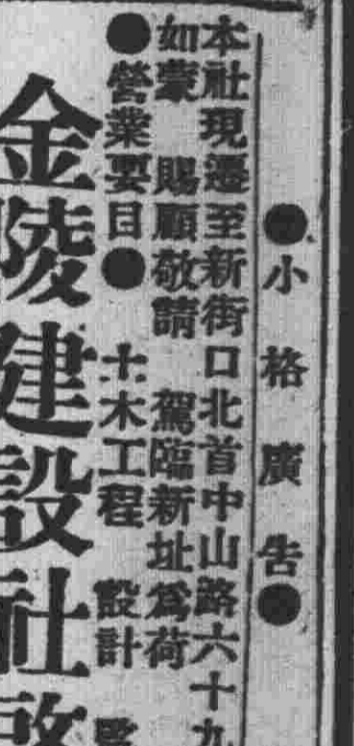 ●小格廣告●
本社現遷至新街口北首中山路六十九
如蒙 賜顧敬請 駕臨新址為荷
●營業要目● 土木工程 設計
金陵建設社啓